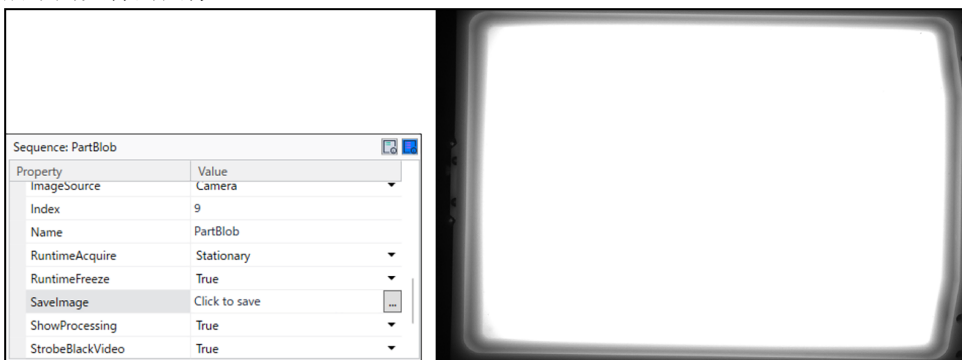 Sequence: PartBlob
Property Value
ImageSource Camera
Index 9
Name PartBlob
RuntimeAcquire Stationary
RuntimeFreeze True
SaveImage Click to save ...
ShowProcessing True
StrobeBlackVideo True